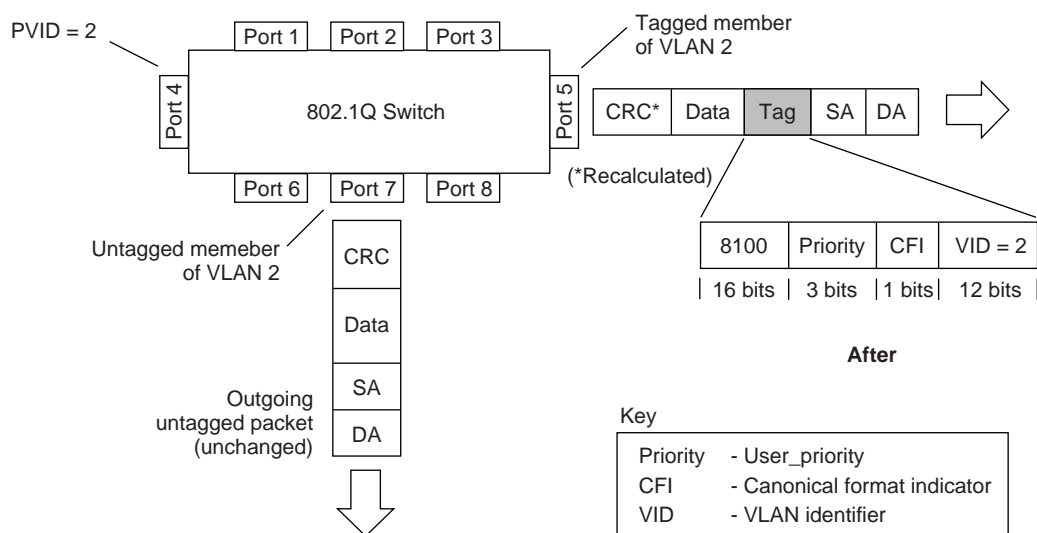 PVID = 2
Port 1
Port 2
Port 3
Tagged member
of VLAN 2
Port 4
802.1Q Switch
Port 5
CRC*
Data
Tag
SA
DA
(*Recalculated)
Port 6
Port 7
Port 8
Untagged memeber
of VLAN 2
CRC
Data
SA
DA
8100
Priority
CFI
VID = 2
16 bits
3 bits
1 bits
12 bits
After
Outgoing
untagged packet
(unchanged)
Key
Priority - User_priority
CFI - Canonical format indicator
VID - VLAN identifier